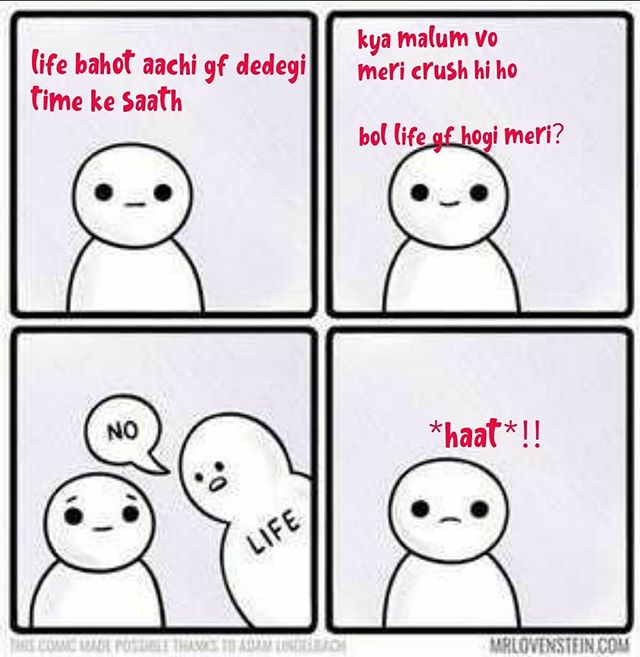 life bahot aachi gf dedegi
time ke saath
kya malum vo
meri crush hi ho
bol life gf hogi meri?
NO
LIFE
*haat*!!
THIS COMIC MADE POSSIBLE THANKS TO ADAM LINDELBACH
MRLOVENSTEIN.COM